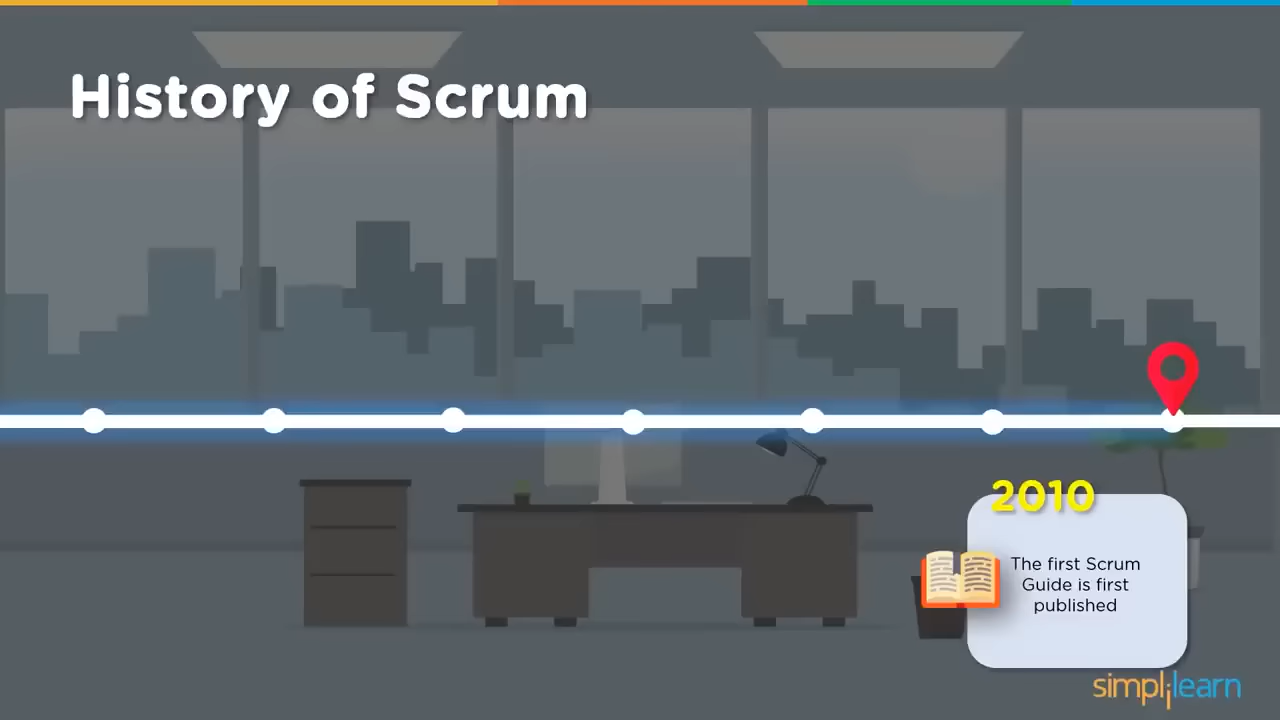 History of Scrum
2010
The first Scrum
Guide is first
published
simplilearn